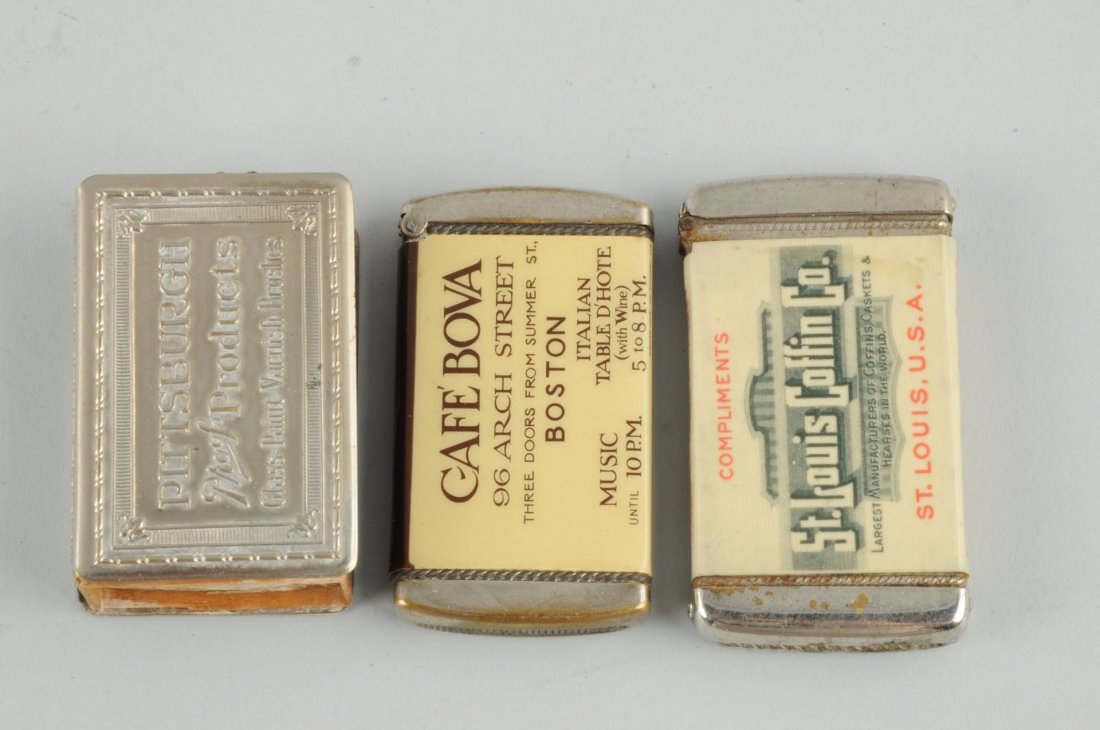 PITTSBURGH
Proof Products
Glass-Paint-Varnish-Brushes
CAFÉ BOVA
96 ARCH STREET
THREE DOORS FROM SUMMER ST.,
BOSTON
MUSIC
UNTIL 10 P.M.
ITALIAN
TABLE D'HOTE
(with Wine)
5 to 8 P.M.
COMPLIMENTS
St. Louis Coffin Co.
LARGEST MANUFACTURERS OF COFFINS, CASKETS &
HEARSES IN THE WORLD.
ST. LOUIS, U.S.A.